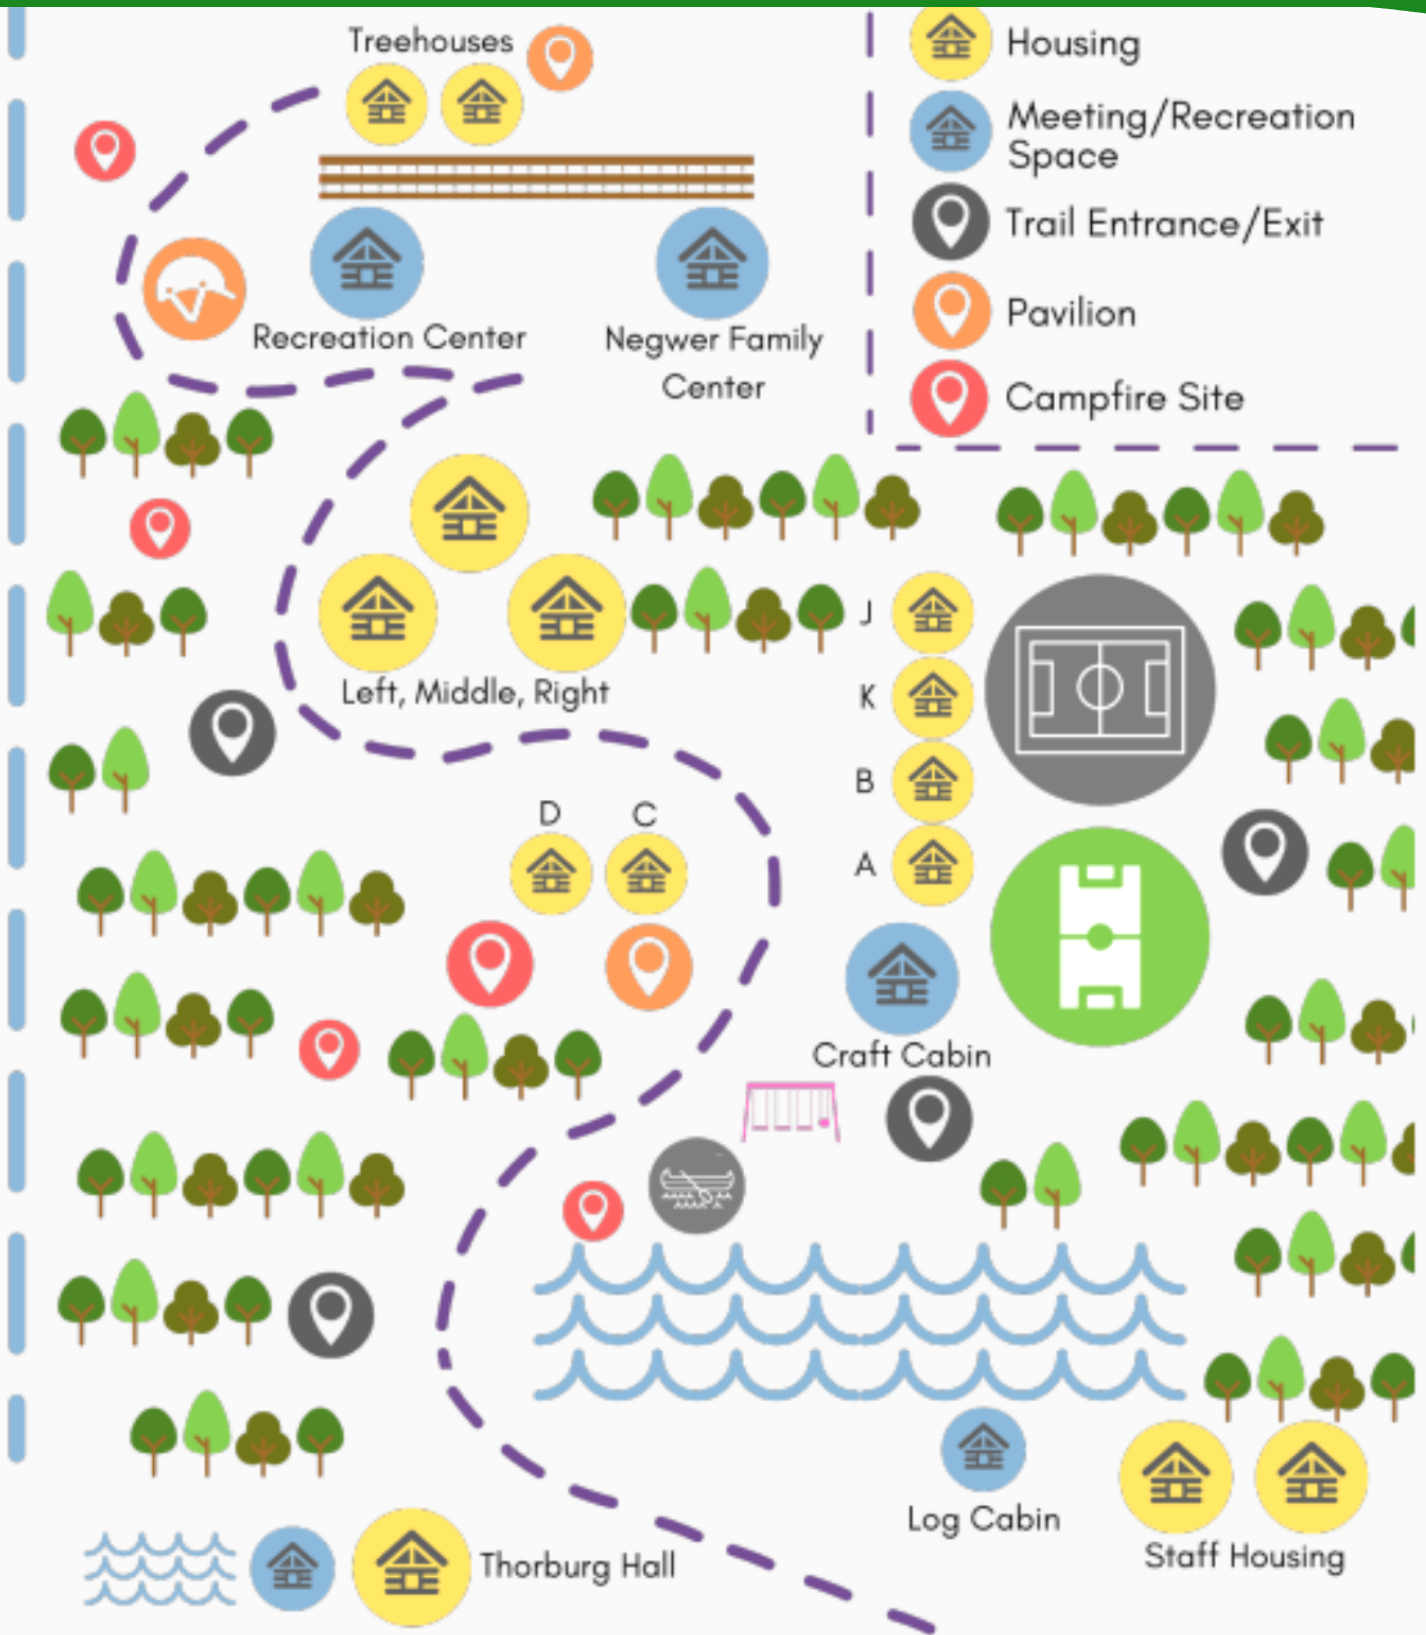 Treehouses
Housing
Meeting/Recreation
Space
Trail Entrance/Exit
Pavilion
Campfire Site
Recreation Center
Negwer Family
Center
Left, Middle, Right
J
K
B
A
D C
Craft Cabin
Log Cabin
Staff Housing
Thorburg Hall